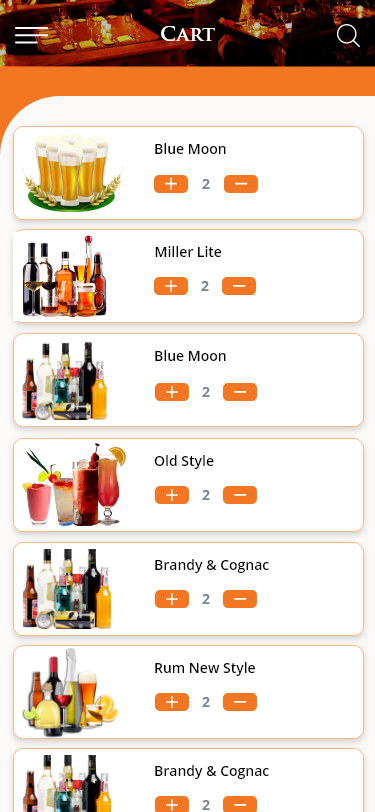 Cart
Blue Moon
+ 2 −
Miller Lite
+ 2 −
Blue Moon
+ 2 −
Old Style
+ 2 −
Brandy & Cognac
+ 2 −
Rum New Style
+ 2 −
Brandy & Cognac
+ 2 −